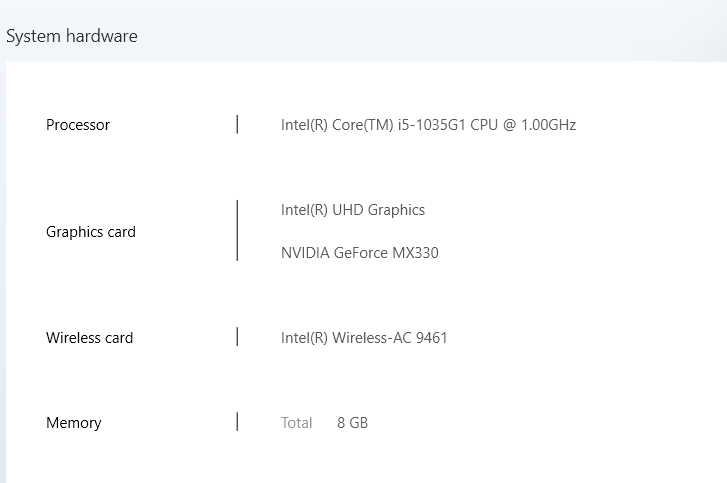 System hardware
Processor
Intel(R) Core(TM) i5-1035G1 CPU @ 1.00GHz
Graphics card
Intel(R) UHD Graphics
NVIDIA GeForce MX330
Wireless card
Intel(R) Wireless-AC 9461
Memory
Total 8 GB